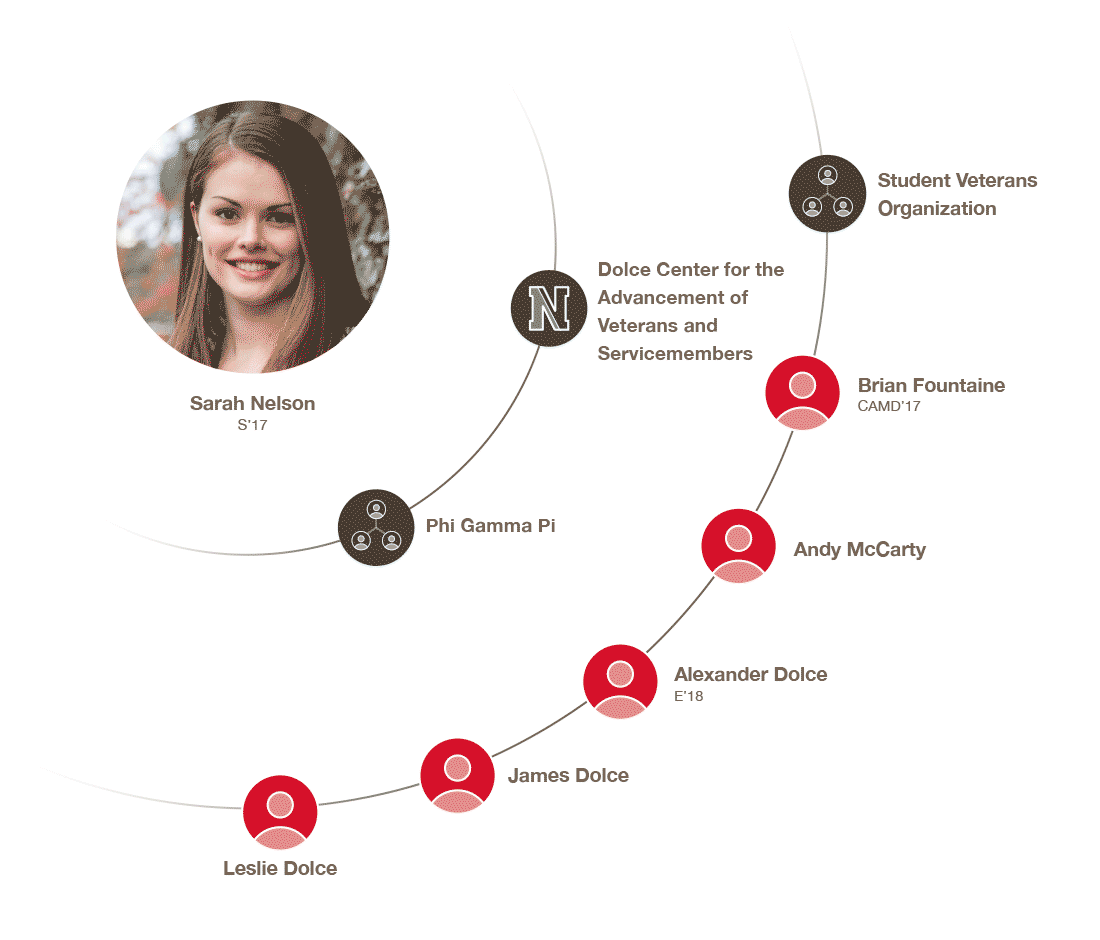 Sarah Nelson
S'17
Dolce Center for the
Advancement of
Veterans and
Servicemembers
Phi Gamma Pi
Student Veterans
Organization
Brian Fountaine
CAMD'17
Andy McCarty
Alexander Dolce
E'18
James Dolce
Leslie Dolce
N